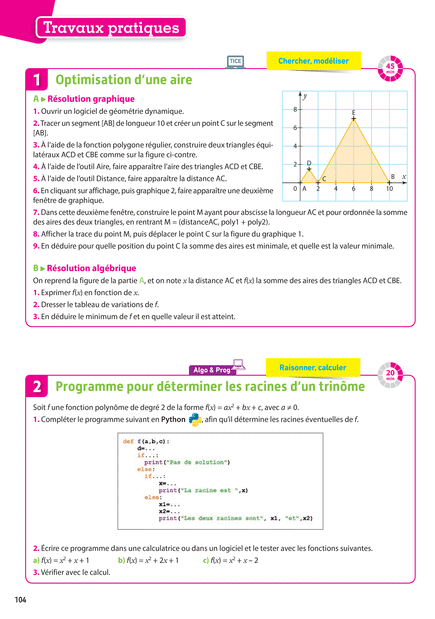 Travaux pratiques
TICE
Chercher, modéliser
45
min
1 Optimisation d'une aire
A ▸ Résolution graphique
1. Ouvrir un logiciel de géométrie dynamique.
2. Tracer un segment [AB] de longueur 10 et créer un point C sur le segment
[AB].
3. À l'aide de la fonction polygone régulier, construire deux triangles équi-
latéraux ACD et CBE comme sur la figure ci-contre.
4. À l'aide de l'outil Aire, faire apparaître l'aire des triangles ACD et CBE.
5. À l'aide de l'outil Distance, faire apparaître la distance AC.
6. En cliquant sur affichage, puis graphique 2, faire apparaître une deuxième
fenêtre de graphique.
y
8
E
6
4
D
2
C
B
x
0 A 2 4 6 8 10
7. Dans cette deuxième fenêtre, construire le point M ayant pour abscisse la longueur AC et pour ordonnée la somme
des aires des deux triangles, en rentrant M = (distanceAC, poly1 + poly2).
8. Afficher la trace du point M, puis déplacer le point C sur la figure du graphique 1.
9. En déduire pour quelle position du point C la somme des aires est minimale, et quelle est la valeur minimale.
B ▸ Résolution algébrique
On reprend la figure de la partie A, et on note x la distance AC et f(x) la somme des aires des triangles ACD et CBE.
1. Exprimer f(x) en fonction de x.
2. Dresser le tableau de variations de f.
3. En déduire le minimum de f et en quelle valeur il est atteint.
Algo & Prog
Raisonner, calculer
20
min
2 Programme pour déterminer les racines d'un trinôme
Soit f une fonction polynôme de degré 2 de la forme f(x) = ax² + bx + c, avec a ≠ 0.
1. Compléter le programme suivant en Python , afin qu'il détermine les racines éventuelles de f.
def f(a,b,c):
d=...
if...:
print("Pas de solution")
else:
if...:
x=...
print("La racine est ",x)
else:
x1=...
x2=...
print("Les deux racines sont", x1, "et",x2)
2. Écrire ce programme dans une calculatrice ou dans un logiciel et le tester avec les fonctions suivantes.
a) f(x) = x² + x + 1 b) f(x) = x² + 2x + 1 c) f(x) = x² + x − 2
3. Vérifier avec le calcul.
104